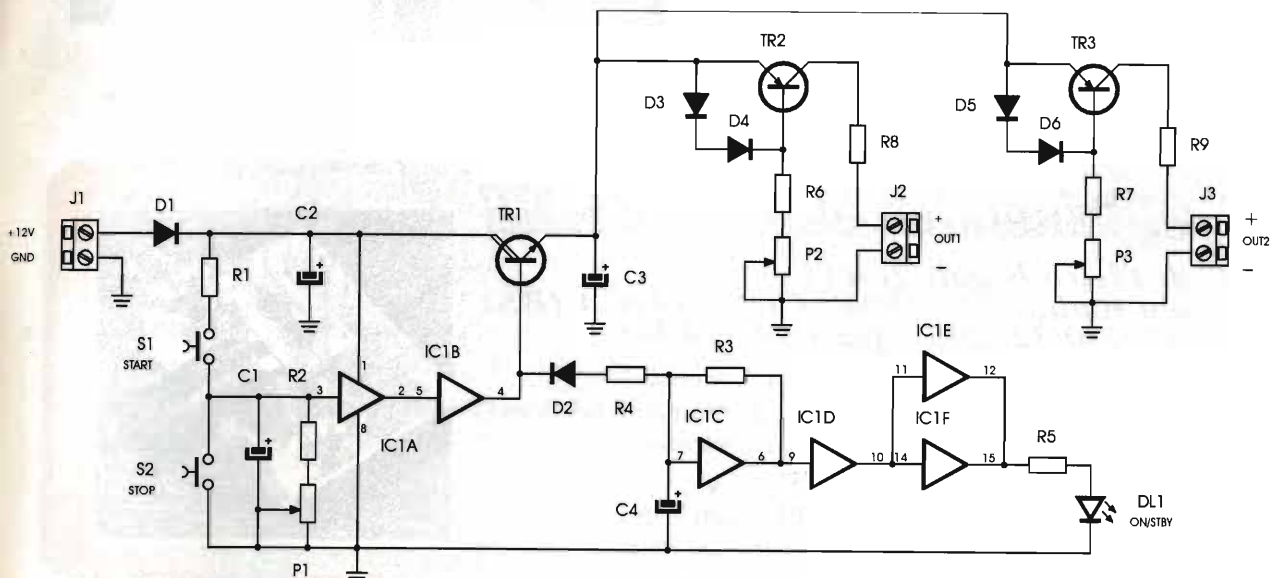 TR2
TR3
D3
D4
R8
D5
D6
R9
J1
D1
C2
TR1
R6
J2
R7
J3
+12V
GND
+
OUT1
−
+
OUT2
−
R1
+
+
C3
P2
P3
S1
START
C1
R2
IC1B
R3
IC1E
1
3
2
5
4
D2
R4
11
12
+
8
IC1A
IC1C
IC1D
IC1F
R5
7
6
9
10
14
15
S2
STOP
C4
+
DL1
ON/STBY
P1